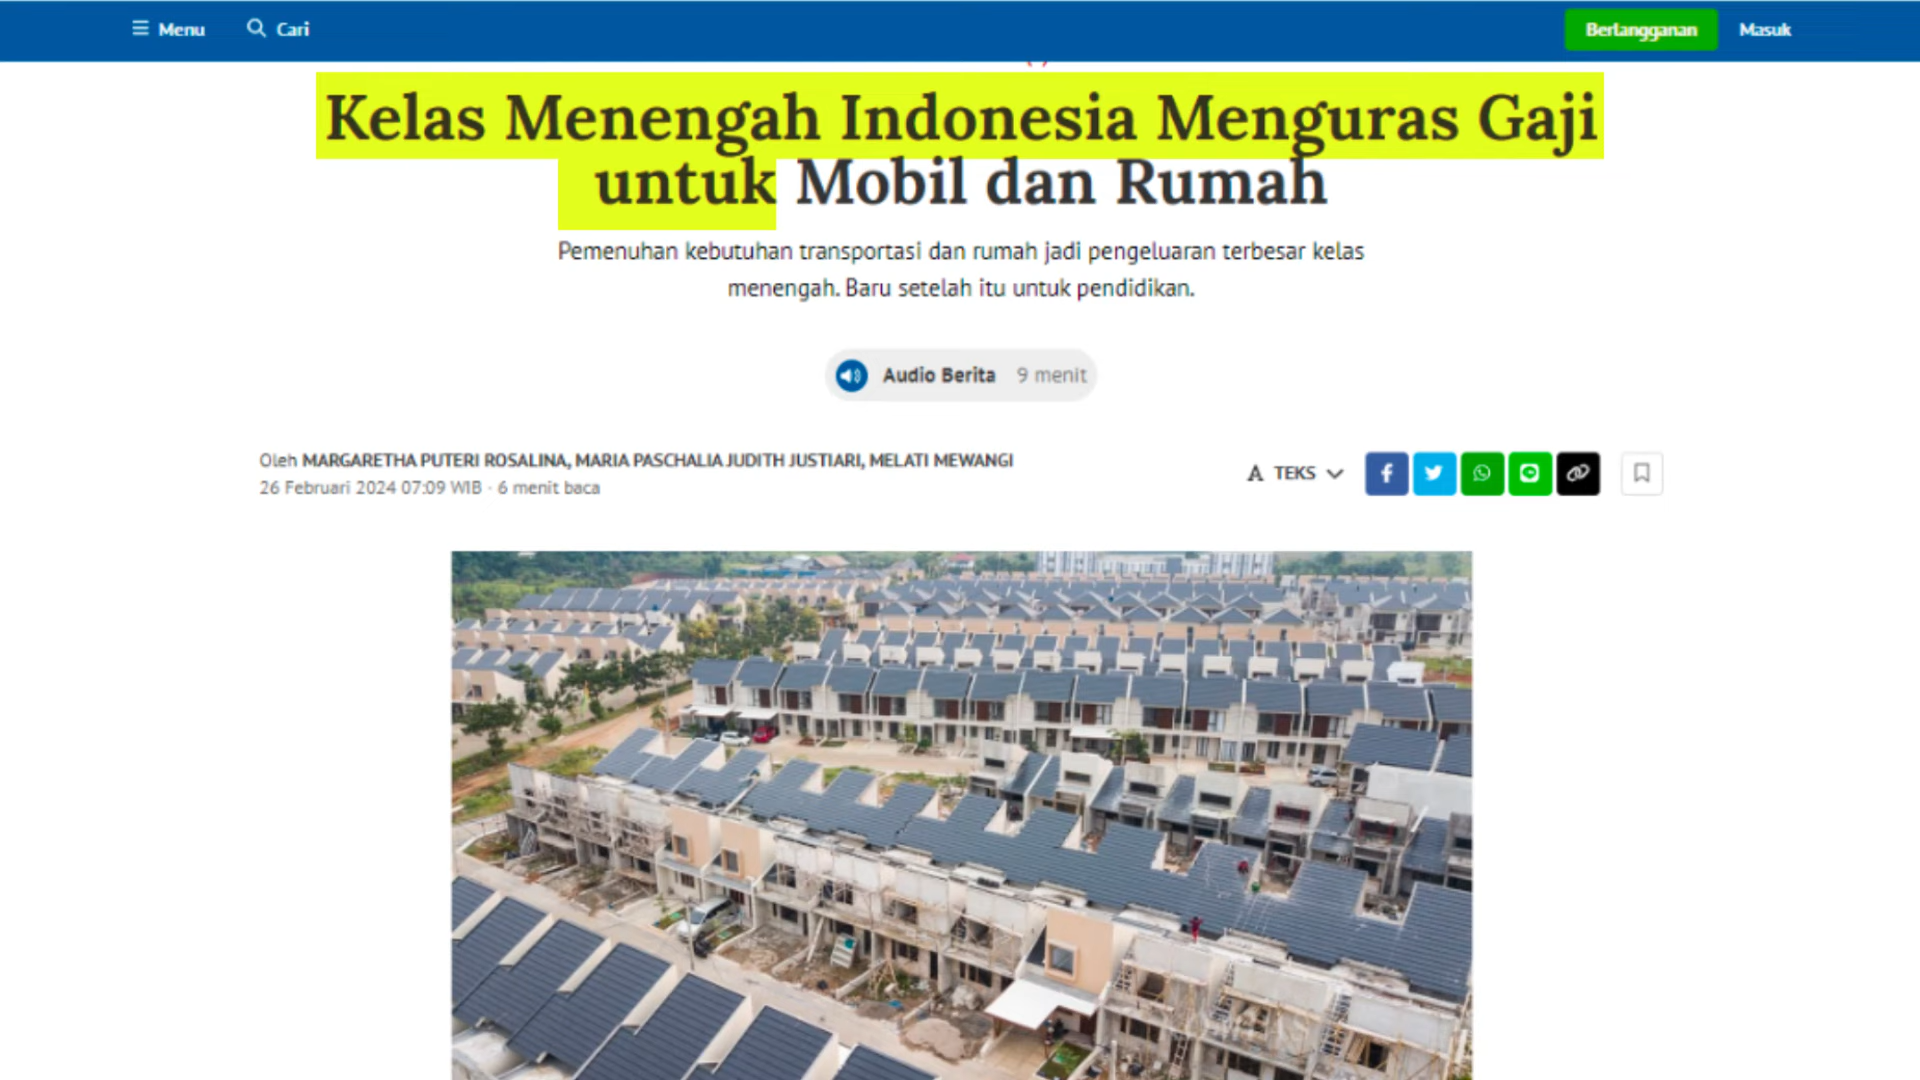 Menu Cari Berlangganan Masuk
Kelas Menengah Indonesia Menguras Gaji
untuk Mobil dan Rumah
Pemenuhan kebutuhan transportasi dan rumah jadi pengeluaran terbesar kelas
menengah. Baru setelah itu untuk pendidikan.
Audio Berita 9 menit
Oleh MARGARETHA PUTERI ROSALINA, MARIA PASCHALIA JUDITH JUSTIARI, MELATI MEWANGI
26 Februari 2024 07:09 WIB · 6 menit baca
A TEKS